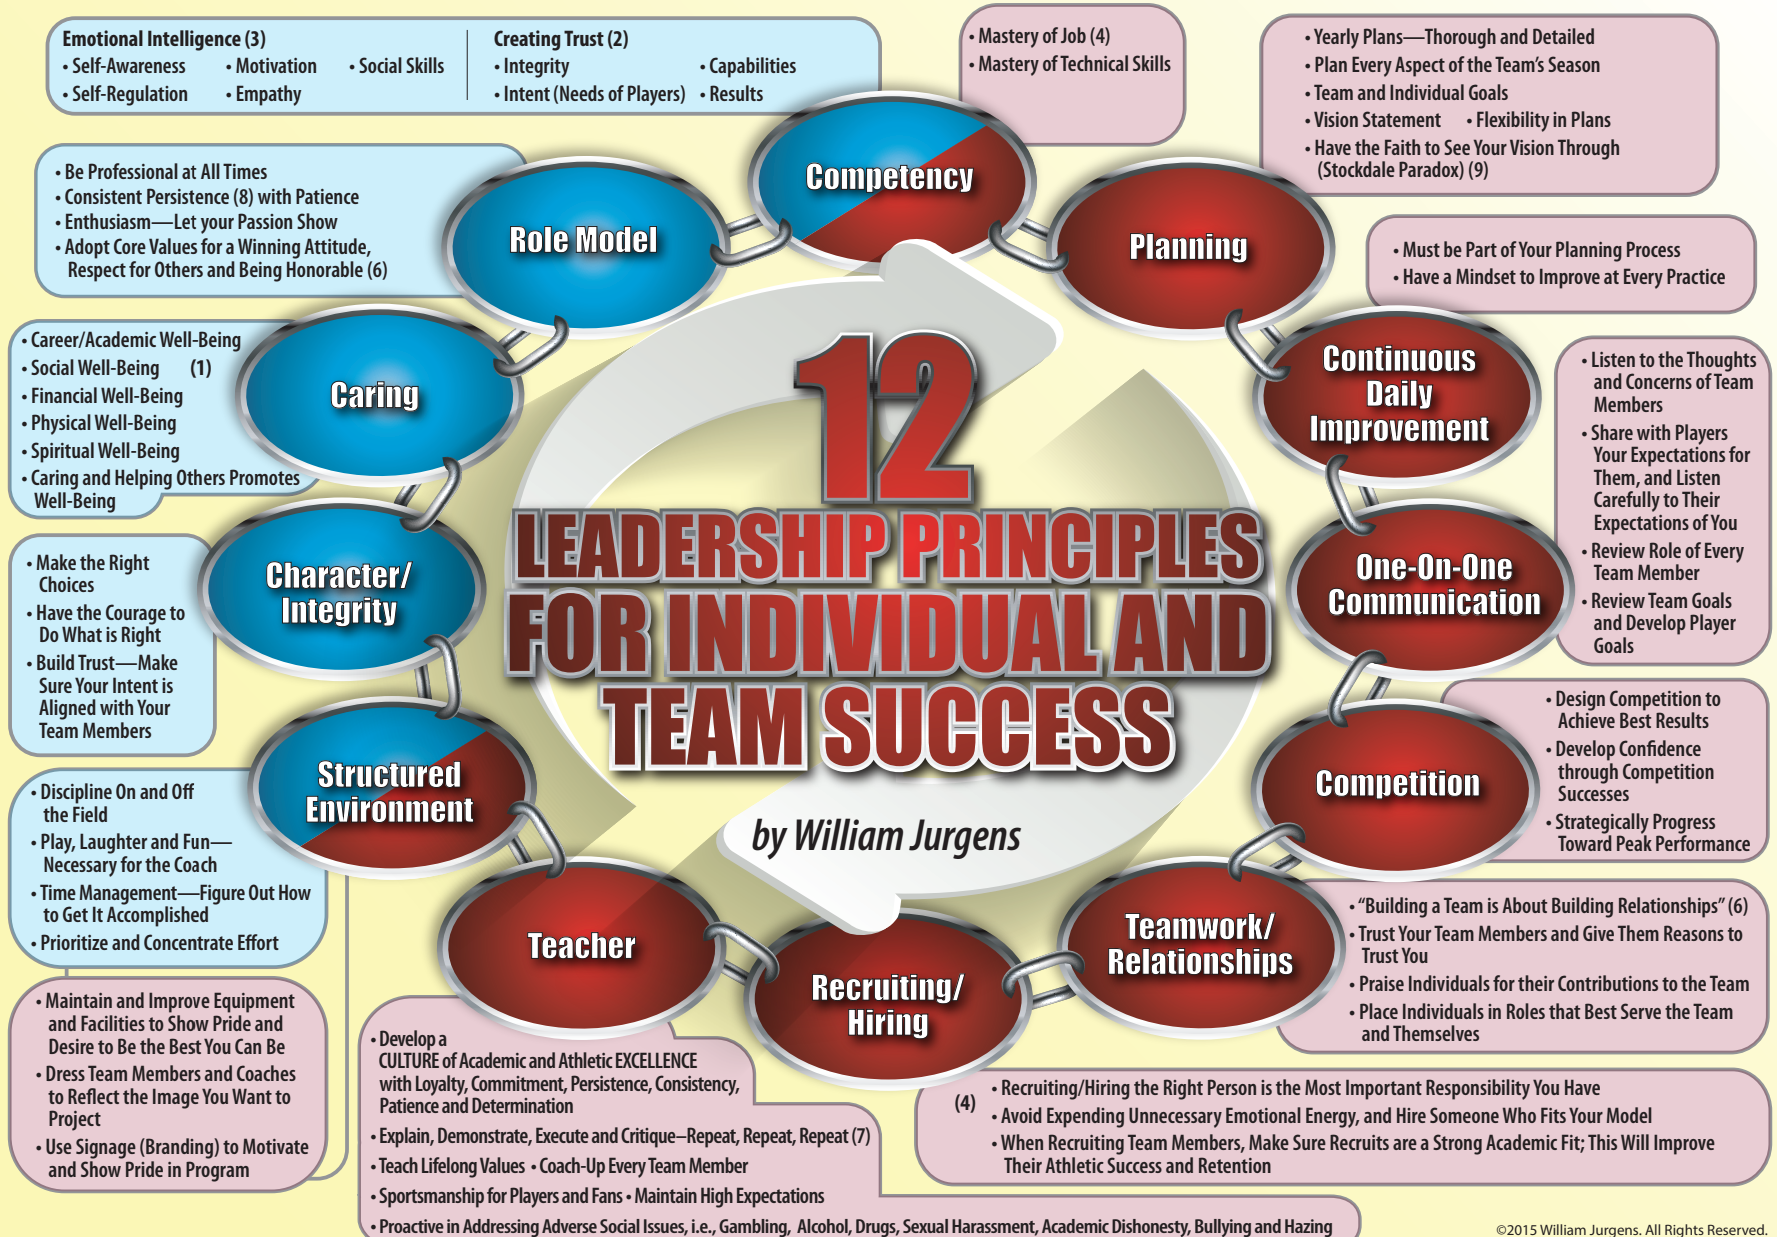 Emotional Intelligence (3)
• Self-Awareness • Motivation • Social Skills
• Self-Regulation • Empathy
Creating Trust (2)
• Integrity • Capabilities
• Intent (Needs of Players) • Results
• Mastery of Job (4)
• Mastery of Technical Skills
• Yearly Plans—Thorough and Detailed
• Plan Every Aspect of the Team's Season
• Team and Individual Goals
• Vision Statement • Flexibility in Plans
• Have the Faith to See Your Vision Through
(Stockdale Paradox) (9)
Competency
• Be Professional at All Times
• Consistent Persistence (8) with Patience
• Enthusiasm—Let your Passion Show
• Adopt Core Values for a Winning Attitude,
Respect for Others and Being Honorable (6)
Role Model
Planning
• Must be Part of Your Planning Process
• Have a Mindset to Improve at Every Practice
• Career/Academic Well-Being
• Social Well-Being (1)
• Financial Well-Being
• Physical Well-Being
• Spiritual Well-Being
• Caring and Helping Others Promotes
Well-Being
Caring
Continuous
Daily
Improvement
• Listen to the Thoughts
and Concerns of Team
Members
• Share with Players
Your Expectations for
Them, and Listen
Carefully to Their
Expectations of You
• Review Role of Every
Team Member
• Review Team Goals
and Develop Player
Goals
12
LEADERSHIP PRINCIPLES
FOR INDIVIDUAL AND
TEAM SUCCESS
by William Jurgens
• Make the Right
Choices
• Have the Courage to
Do What is Right
• Build Trust—Make
Sure Your Intent is
Aligned with Your
Team Members
Character/
Integrity
One-On-One
Communication
Structured
Environment
Competition
• Design Competition to
Achieve Best Results
• Develop Confidence
through Competition
Successes
• Strategically Progress
Toward Peak Performance
• Discipline On and Off
the Field
• Play, Laughter and Fun—
Necessary for the Coach
• Time Management—Figure Out How
to Get It Accomplished
• Prioritize and Concentrate Effort
Teacher
Recruiting/
Hiring
Teamwork/
Relationships
• "Building a Team is About Building Relationships" (6)
• Trust Your Team Members and Give Them Reasons to
Trust You
• Praise Individuals for their Contributions to the Team
• Place Individuals in Roles that Best Serve the Team
and Themselves
• Maintain and Improve Equipment
and Facilities to Show Pride and
Desire to Be the Best You Can Be
• Dress Team Members and Coaches
to Reflect the Image You Want to
Project
• Use Signage (Branding) to Motivate
and Show Pride in Program
• Develop a
CULTURE of Academic and Athletic EXCELLENCE
with Loyalty, Commitment, Persistence, Consistency,
Patience and Determination
• Explain, Demonstrate, Execute and Critique–Repeat, Repeat, Repeat (7)
• Teach Lifelong Values • Coach-Up Every Team Member
• Sportsmanship for Players and Fans • Maintain High Expectations
• Proactive in Addressing Adverse Social Issues, i.e., Gambling, Alcohol, Drugs, Sexual Harassment, Academic Dishonesty, Bullying and Hazing
(4)
• Recruiting/Hiring the Right Person is the Most Important Responsibility You Have
• Avoid Expending Unnecessary Emotional Energy, and Hire Someone Who Fits Your Model
• When Recruiting Team Members, Make Sure Recruits are a Strong Academic Fit; This Will Improve
Their Athletic Success and Retention
©2015 William Jurgens. All Rights Reserved.